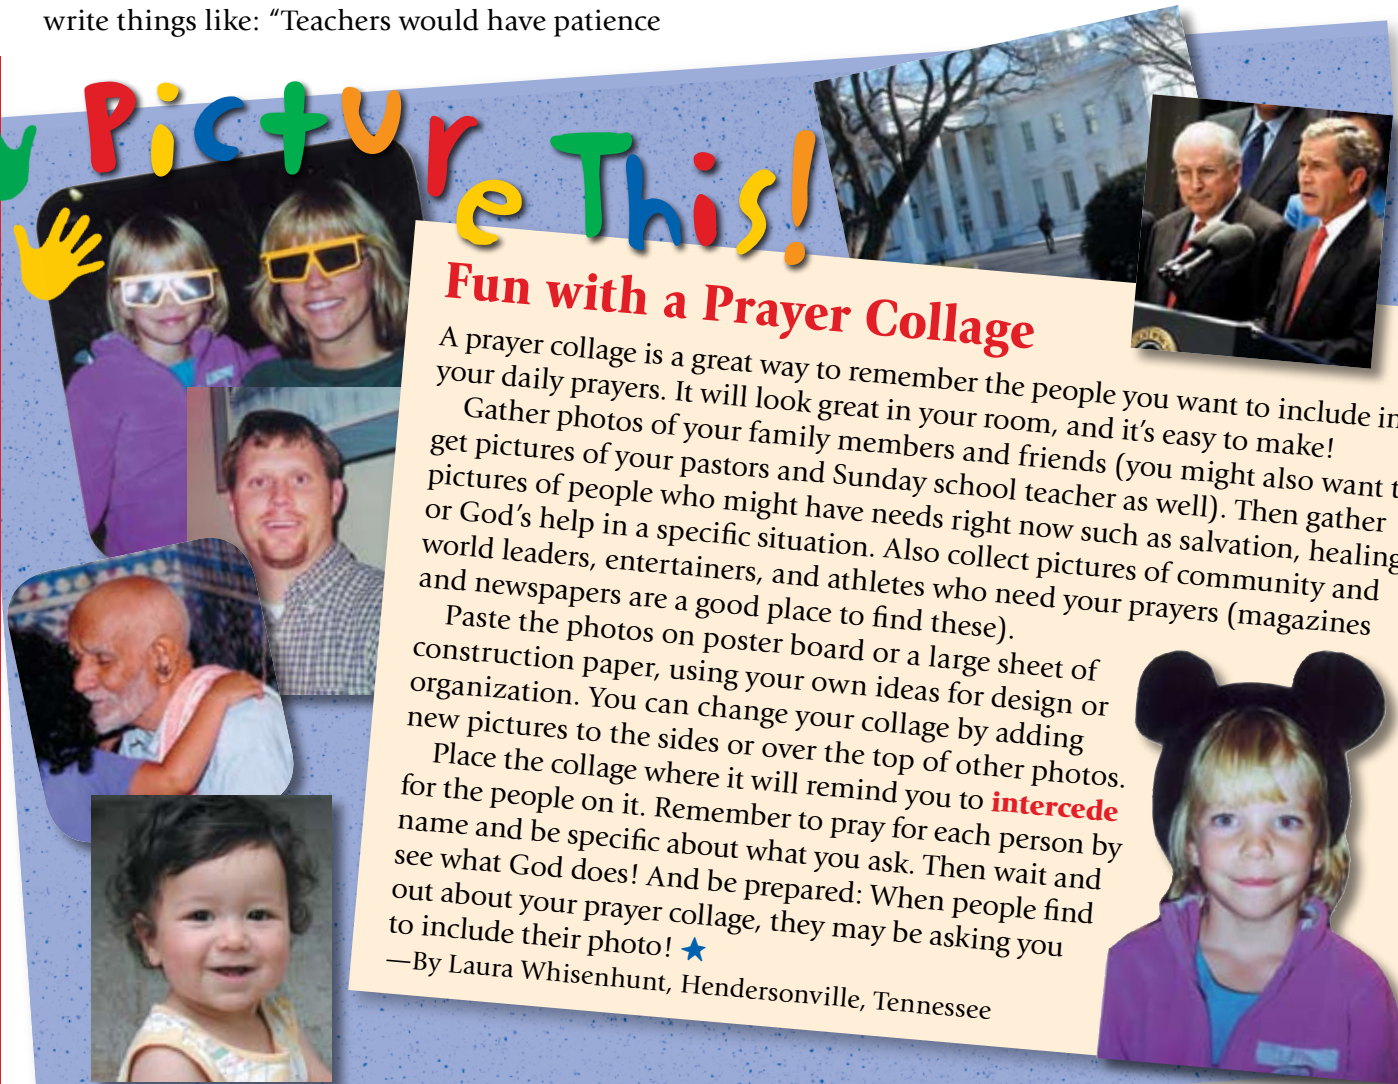 write things like: “Teachers would have patience
Picture This!
Fun with a Prayer Collage
A prayer collage is a great way to remember the people you want to include in
your daily prayers. It will look great in your room, and it’s easy to make!
Gather photos of your family members and friends (you might also want t
get pictures of your pastors and Sunday school teacher as well). Then gather
pictures of people who might have needs right now such as salvation, healing
or God’s help in a specific situation. Also collect pictures of community and
world leaders, entertainers, and athletes who need your prayers (magazines
and newspapers are a good place to find these).
Paste the photos on poster board or a large sheet of
construction paper, using your own ideas for design or
organization. You can change your collage by adding
new pictures to the sides or over the top of other photos.
Place the collage where it will remind you to intercede
for the people on it. Remember to pray for each person by
name and be specific about what you ask. Then wait and
see what God does! And be prepared: When people find
out about your prayer collage, they may be asking you
to include their photo! ★
—By Laura Whisenhunt, Hendersonville, Tennessee